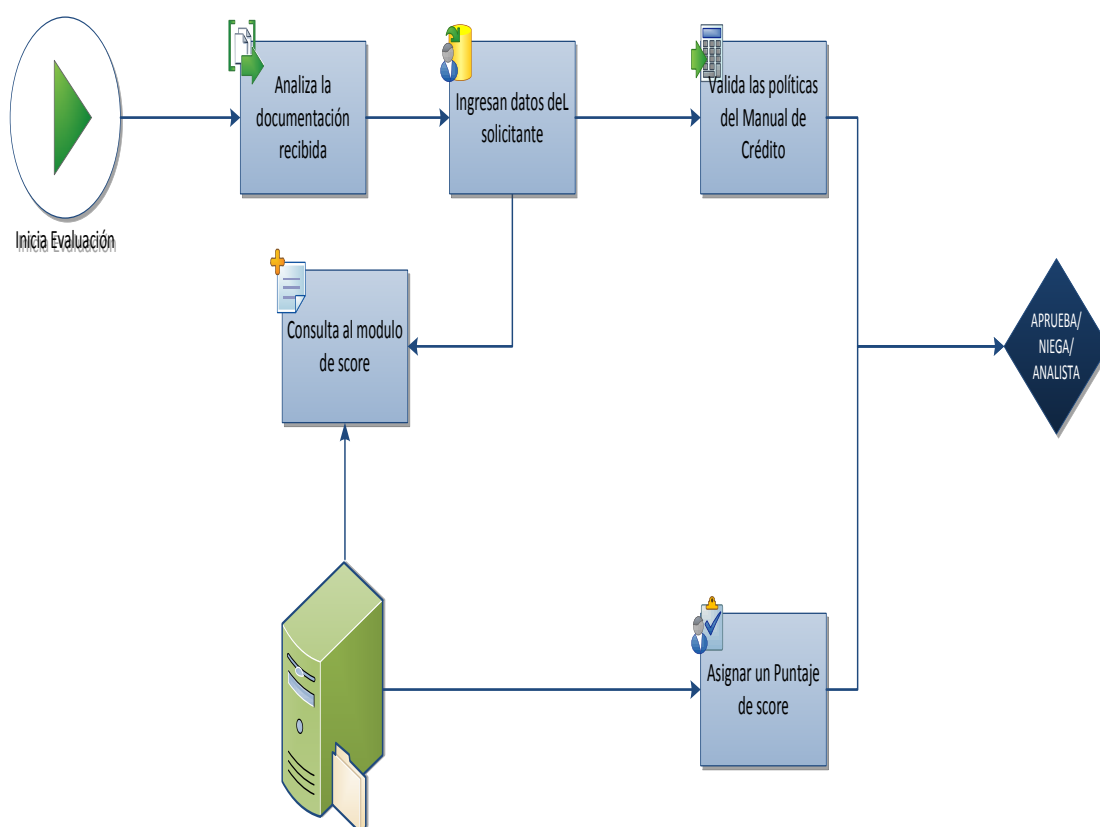 Analiza la
documentación
recibida
Ingresan datos deL
solicitante
Valida las políticas
del Manual de
Crédito
Inicia Evaluación
Consulta al modulo
de score
APRUEBA/
NIEGA/
ANALISTA
Asignar un Puntaje
de score